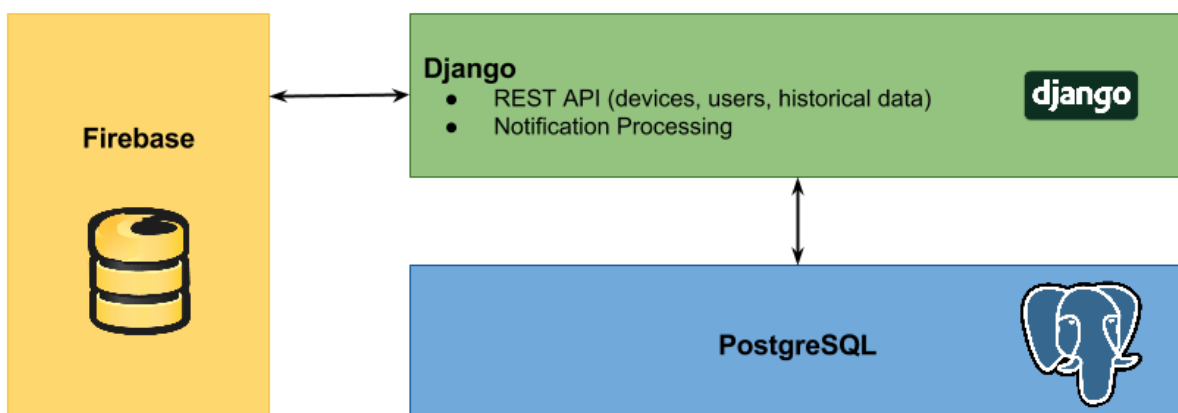 Firebase
Django
● REST API (devices, users, historical data)
● Notification Processing
django
PostgreSQL